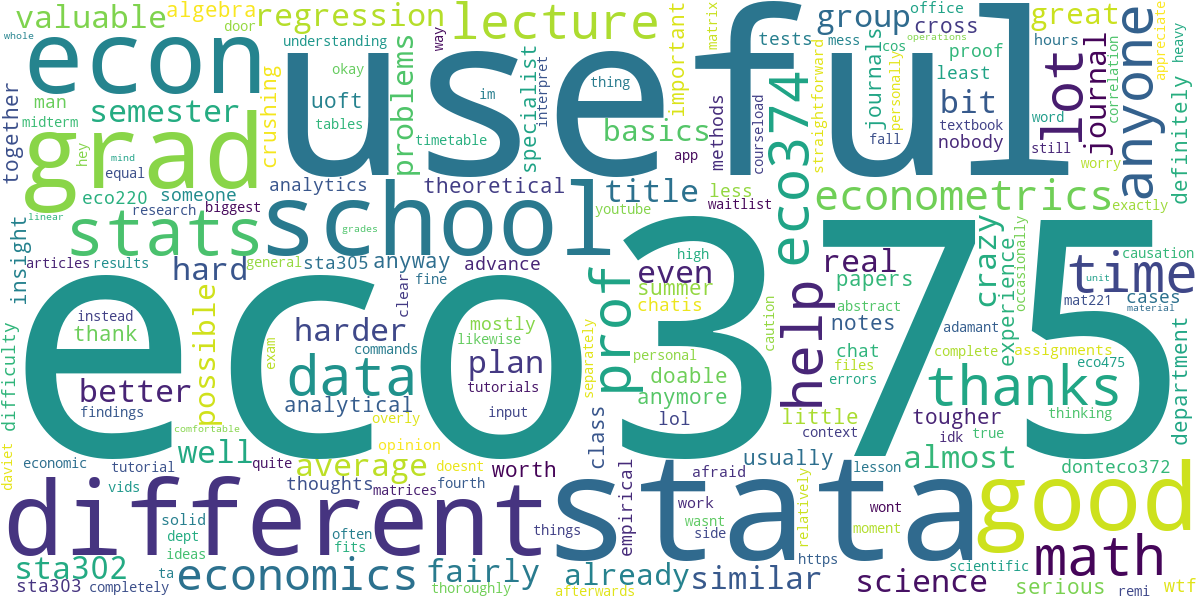 valuable algebra regression lecture important group office cross great anyone appreciate
whole door understanding way matrix cos operations hours
econ useful problems tests mess journals proof lot journal correlation heavy
okay thing personally least word
together man semester crushing uoft im interpret specialist basics methods courseload straightforward bit textbook nobody still definitely
midterm tables timetable app fall worry
grad hey mind equal eco220 someone analytics theoretical title less waitlist eco374 econometrics exactly
research biggest youtube
linear stats school grades
insight articles results hard general sta305 anyway advance prof high even real crazy occasionally causation time
clear fine summer papers experience unit
eco375 chatis caution abstract mat221 cases material
instead thank possible harder mostly likewise separately help notes adamant department
difficulty better exam commands plan personal chat complete assignments eco475
findings data tutorials doable files thanks
analytical input anymore errors thinking
comfortable overly lol little tougher
opinion class context idk true
daviet well average doesnt usually almost donteco372
economic tutorial quite worth afraid lesson
vids thoughts matrices fourth empirical work relatively wont good
different things stata wasnt moment
solid often side
dept fits https math
sta302 ideas ta economics fairly already similar science scientific serious wtf
sta303 completely thoroughly afterwards remi